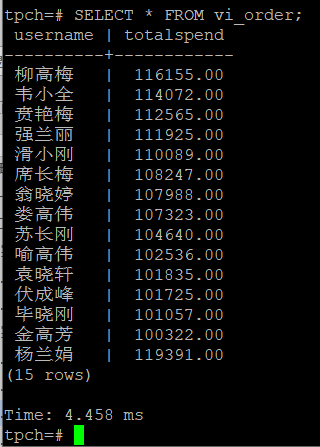 tpch=# SELECT * FROM vi_order;
 username | totalspend
----------+------------
 柳高梅   |  116155.00
 韦小全   |  114072.00
 贲艳梅   |  112565.00
 强兰丽   |  111925.00
 滑小刚   |  110089.00
 席长梅   |  108247.00
 翁晓婷   |  107988.00
 娄高伟   |  107323.00
 苏长刚   |  104640.00
 喻高伟   |  102536.00
 袁晓轩   |  101835.00
 伏成峰   |  101725.00
 毕晓刚   |  101057.00
 金高芳   |  100322.00
 杨兰娟   |  119391.00
(15 rows)
Time: 4.458 ms
tpch=#